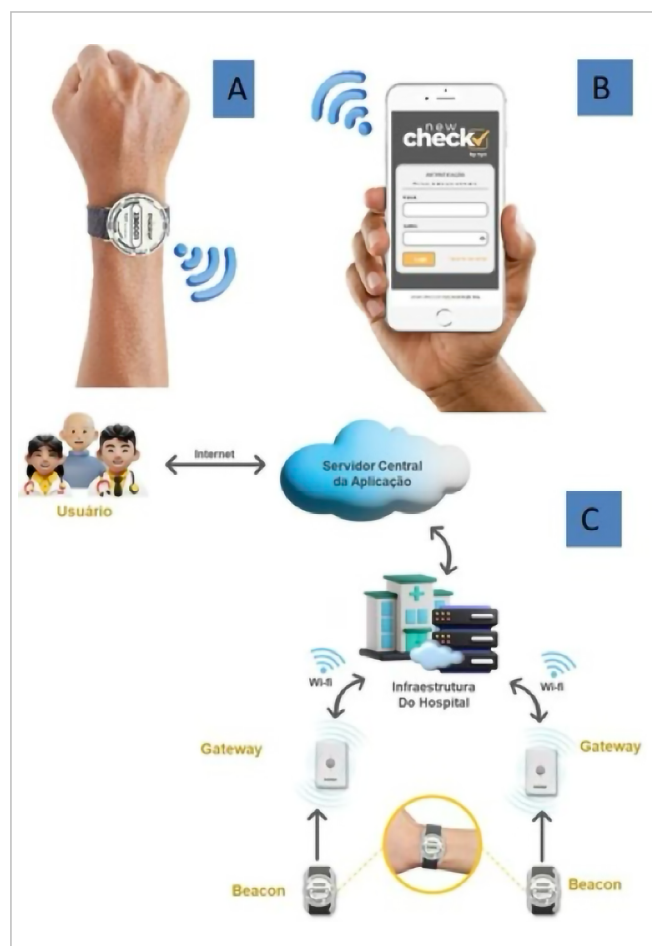 A
B
new
check
Usuário
Internet
Servidor Central
da Aplicação
C
Wi-fi
Infraestrutura
Do Hospital
Wi-fi
Gateway
Gateway
Beacon
Beacon